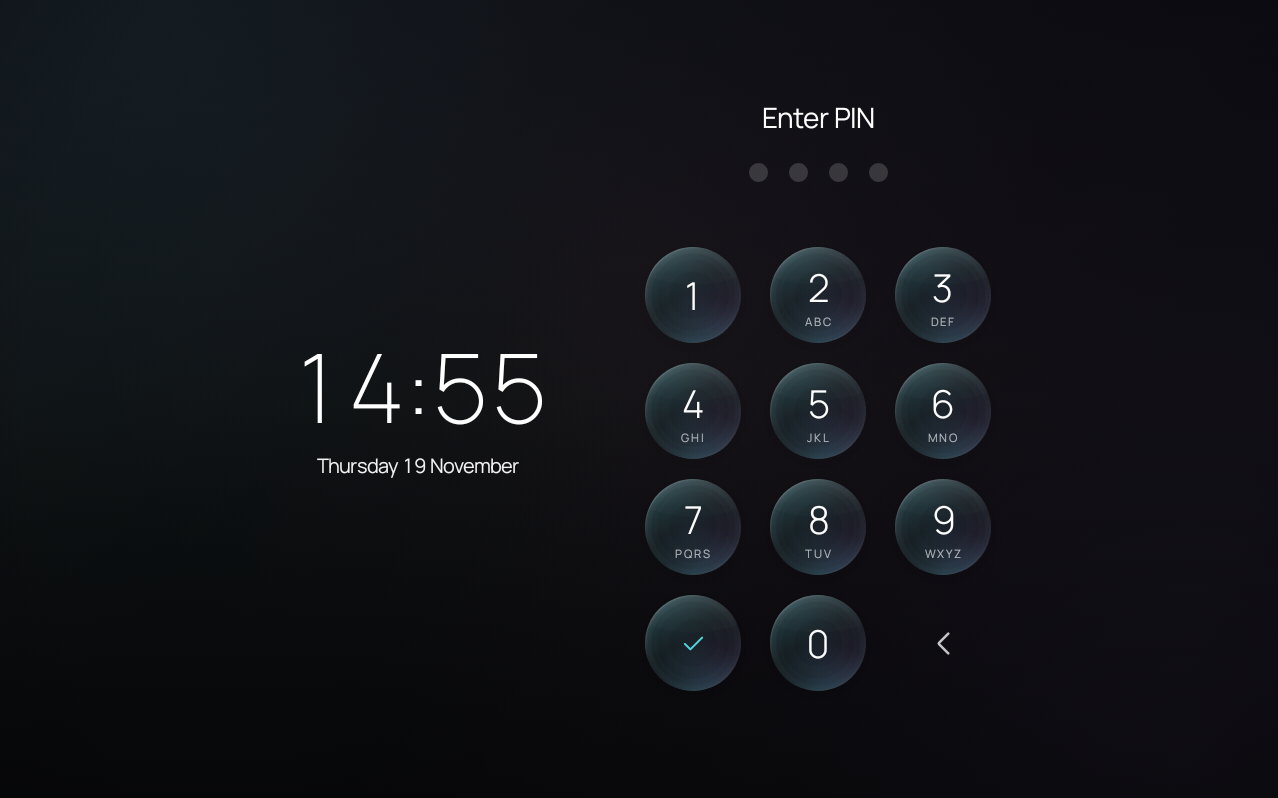 Enter PIN
14:55
Thursday 19 November
1
2
ABC
3
DEF
4
GHI
5
JKL
6
MNO
7
PQRS
8
TUV
9
WXYZ
0